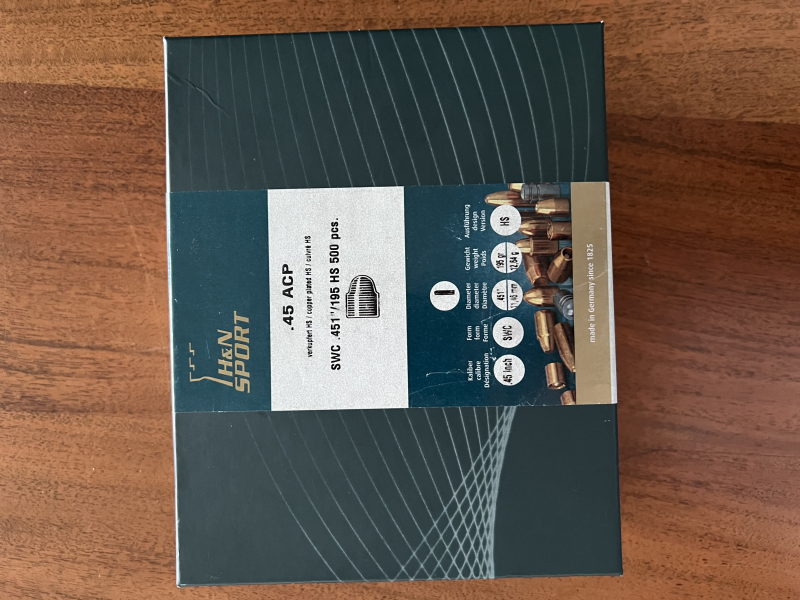 H&N
SPORT
.45 ACP
verkupfert HS / copper plated HS / cuivré HS
SWC .451"/195 HS 500 pcs.
Kaliber
calibre
Désignation
.45 inch
Form
form
Forme
SWC
Diameter
diameter
Diamètre
.451"
11,46 mm
Gewicht
weight
Poids
195 gr
12,64 g
Ausführung
design
Version
HS
made in Germany since 1825